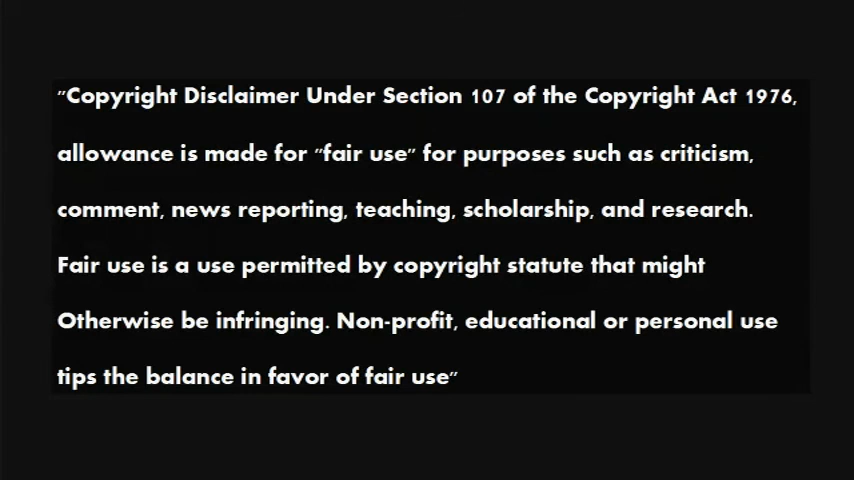 "Copyright Disclaimer Under Section 107 of the Copyright Act 1976,
allowance is made for "fair use" for purposes such as criticism,
comment, news reporting, teaching, scholarship, and research.
Fair use is a use permitted by copyright statute that might
Otherwise be infringing. Non-profit, educational or personal use
tips the balance in favor of fair use"